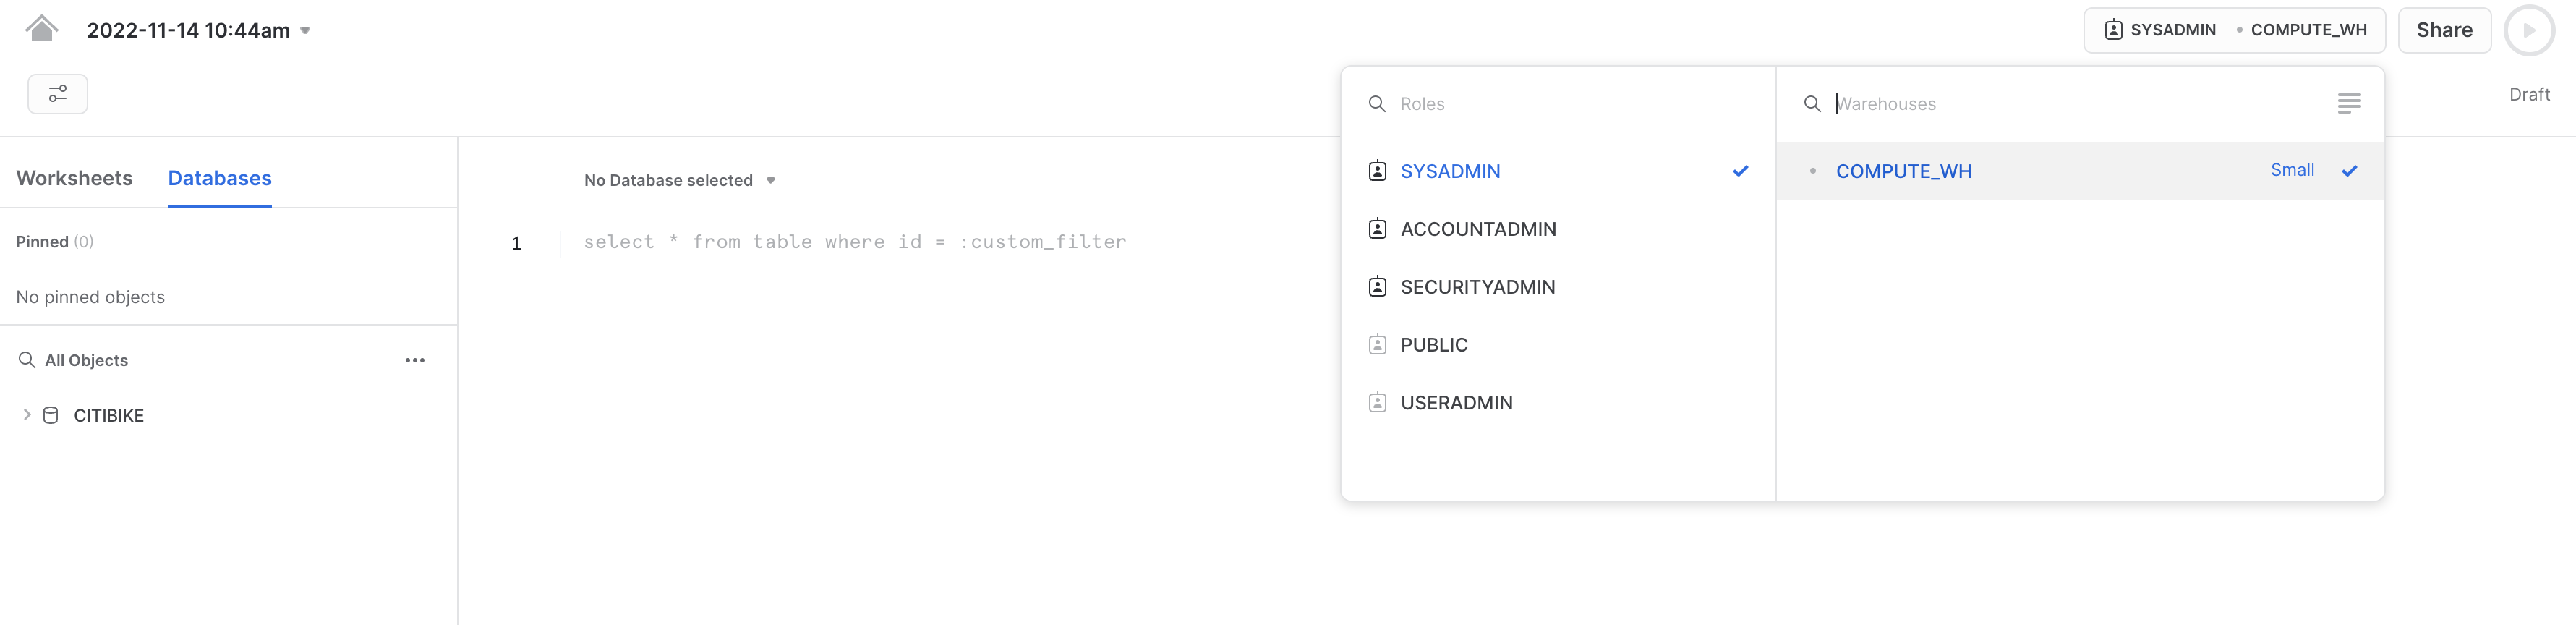 2022-11-14 10:44am
SYSADMIN COMPUTE_WH
Share
Draft
Roles
SYSADMIN
ACCOUNTADMIN
SECURITYADMIN
PUBLIC
USERADMIN
Warehouses
COMPUTE_WH Small
Worksheets Databases
Pinned (0)
No pinned objects
All Objects
CITIBIKE
No Database selected
1 select * from table where id = :custom_filter